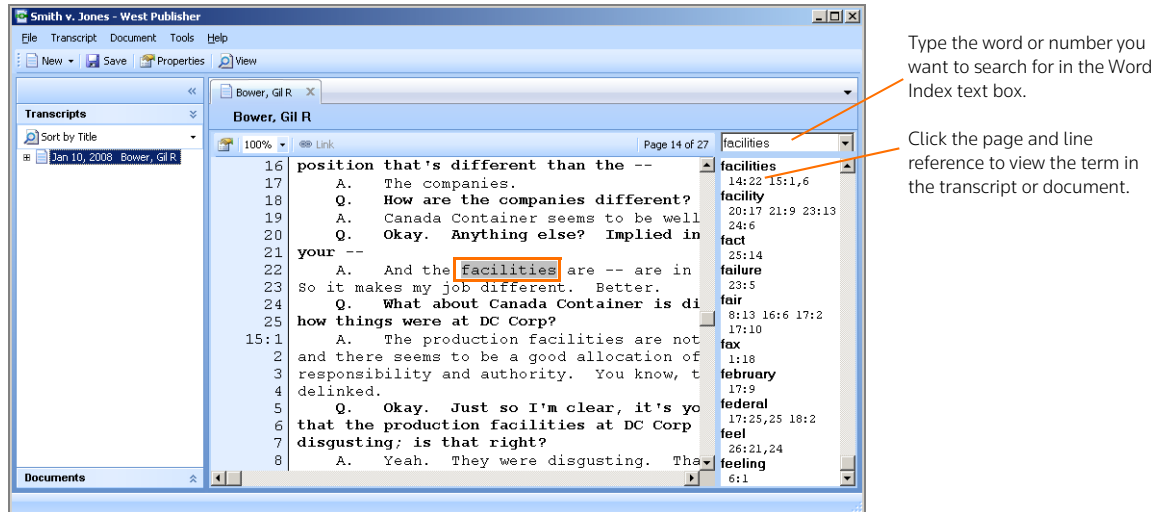 Smith v. Jones - West Publisher
File Transcript Document Tools Help
New Save Properties View
Transcripts
Sort by Title
Jan 10, 2008 Bower, Gil R
Documents
Bower, Gil R
Bower, Gil R
100% Link Page 14 of 27
16 position that's different than the --
17 A. The companies.
18 Q. How are the companies different?
19 A. Canada Container seems to be well
20 Q. Okay. Anything else? Implied in
21 your --
22 A. And the facilities are -- are in
23 So it makes my job different. Better.
24 Q. What about Canada Container is di
25 how things were at DC Corp?
15:1 A. The production facilities are not
2 and there seems to be a good allocation of
3 responsibility and authority. You know, t
4 delinked.
5 Q. Okay. Just so I'm clear, it's yo
6 that the production facilities at DC Corp
7 disgusting; is that right?
8 A. Yeah. They were disgusting. Tha
facilities
facilities
14:22 15:1,6
facility
20:17 21:9 23:13
24:6
fact
25:14
failure
23:5
fair
8:13 16:6 17:2
17:10
fax
1:18
february
17:9
federal
17:25,25 18:2
feel
26:21,24
feeling
6:1
Type the word or number you
want to search for in the Word
Index text box.
Click the page and line
reference to view the term in
the transcript or document.